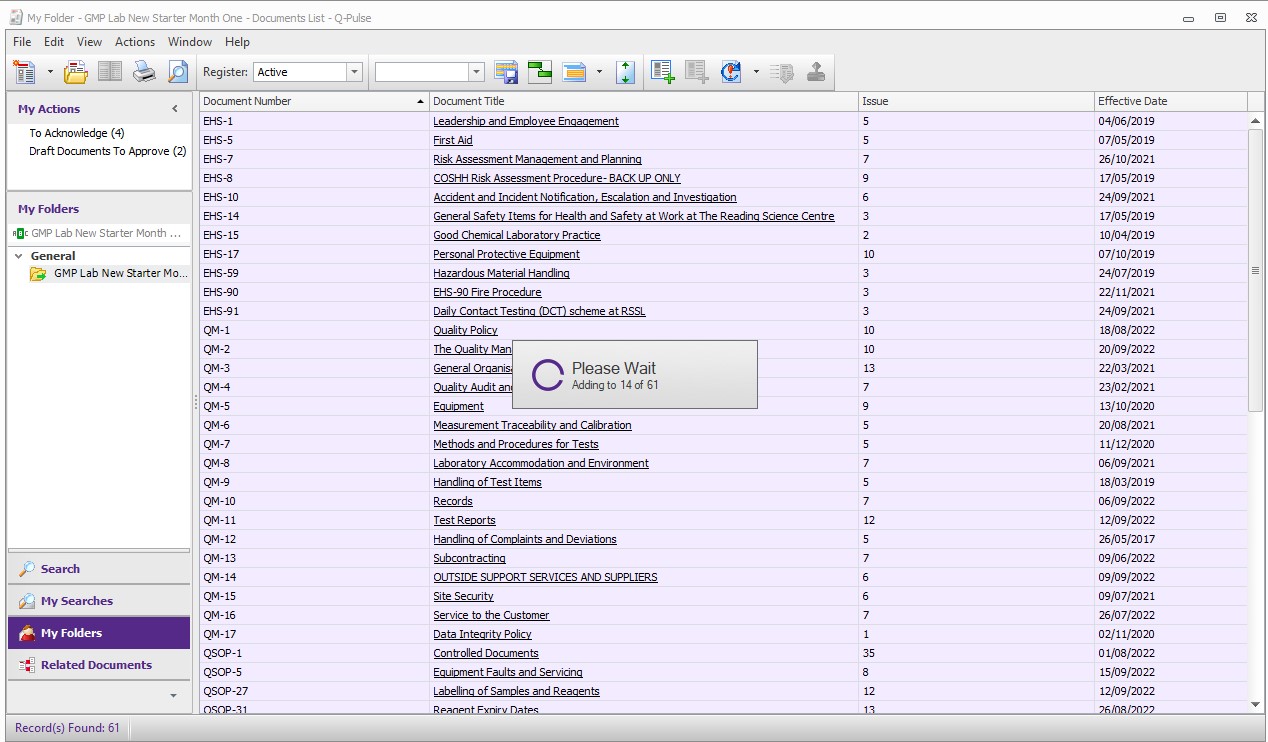 My Folder - GMP Lab New Starter Month One - Documents List - Q-Pulse
File Edit View Actions Window Help
Register: Active
My Actions
To Acknowledge (4)
Draft Documents To Approve (2)
My Folders
GMP Lab New Starter Month ...
General
GMP Lab New Starter Mo...
Search
My Searches
My Folders
Related Documents
Document Number Document Title Issue Effective Date
EHS-1 Leadership and Employee Engagement 5 04/06/2019
EHS-5 First Aid 5 07/05/2019
EHS-7 Risk Assessment Management and Planning 7 26/10/2021
EHS-8 COSHH Risk Assessment Procedure- BACK UP ONLY 9 17/05/2019
EHS-10 Accident and Incident Notification, Escalation and Investigation 6 24/09/2021
EHS-14 General Safety Items for Health and Safety at Work at The Reading Science Centre 3 17/05/2019
EHS-15 Good Chemical Laboratory Practice 2 10/04/2019
EHS-17 Personal Protective Equipment 10 07/10/2019
EHS-59 Hazardous Material Handling 3 24/07/2019
EHS-90 EHS-90 Fire Procedure 3 22/11/2021
EHS-91 Daily Contact Testing (DCT) scheme at RSSL 3 24/09/2021
QM-1 Quality Policy 10 18/08/2022
QM-2 The Quality Man 10 20/09/2022
QM-3 General Organisa 13 22/03/2021
QM-4 Quality Audit and 7 23/02/2021
QM-5 Equipment 9 13/10/2020
QM-6 Measurement Traceability and Calibration 5 20/08/2021
QM-7 Methods and Procedures for Tests 5 11/12/2020
QM-8 Laboratory Accommodation and Environment 7 06/09/2021
QM-9 Handling of Test Items 5 18/03/2019
QM-10 Records 7 06/09/2022
QM-11 Test Reports 12 12/09/2022
QM-12 Handling of Complaints and Deviations 5 26/05/2017
QM-13 Subcontracting 7 09/06/2022
QM-14 OUTSIDE SUPPORT SERVICES AND SUPPLIERS 6 09/09/2022
QM-15 Site Security 6 09/07/2021
QM-16 Service to the Customer 7 26/07/2022
QM-17 Data Integrity Policy 1 02/11/2020
QSOP-1 Controlled Documents 35 01/08/2022
QSOP-5 Equipment Faults and Servicing 8 15/09/2022
QSOP-27 Labelling of Samples and Reagents 12 12/09/2022
QSOP-31 Reagent Expiry Dates 13 26/08/2022
Please Wait
Adding to 14 of 61
Record(s) Found: 61